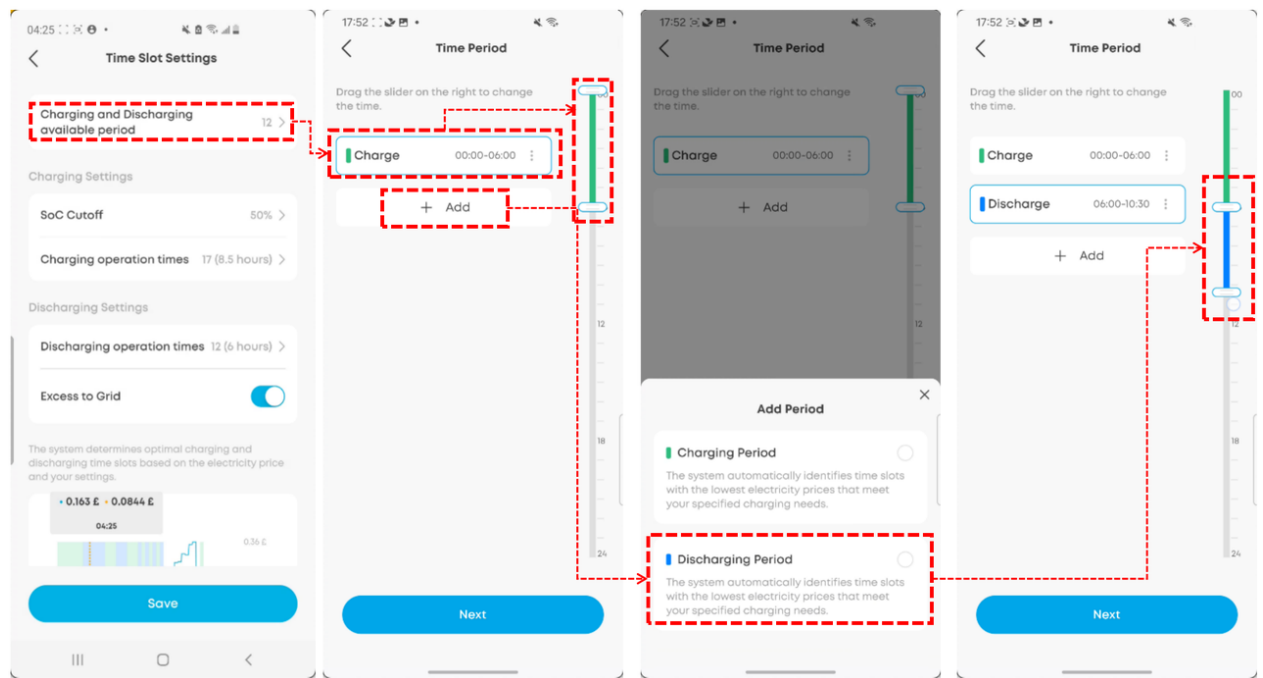 04:25
Time Slot Settings
Charging and Discharging
available period
12
Charging Settings
SoC Cutoff 50%
Charging operation times 17 (8.5 hours)
Discharging Settings
Discharging operation times 12 (6 hours)
Excess to Grid
The system determines optimal charging and
discharging time slots based on the electricity price
and your settings.
0.163 £ 0.0844 £
04:25
0.36 £
Save
17:52
Time Period
Drag the slider on the right to change
the time.
Charge 00:00-06:00
+ Add
12
18
24
Next
17:52
Time Period
Drag the slider on the right to change
the time.
Charge 00:00-06:00
+ Add
12
Add Period
Charging Period
The system automatically identifies time slots
with the lowest electricity prices that meet
your specified charging needs.
Discharging Period
The system automatically identifies time slots
with the lowest electricity prices that meet
your specified charging needs.
17:52
Time Period
Drag the slider on the right to change
the time.
00
Charge 00:00-06:00
Discharge 06:00-10:30
+ Add
12
18
24
Next